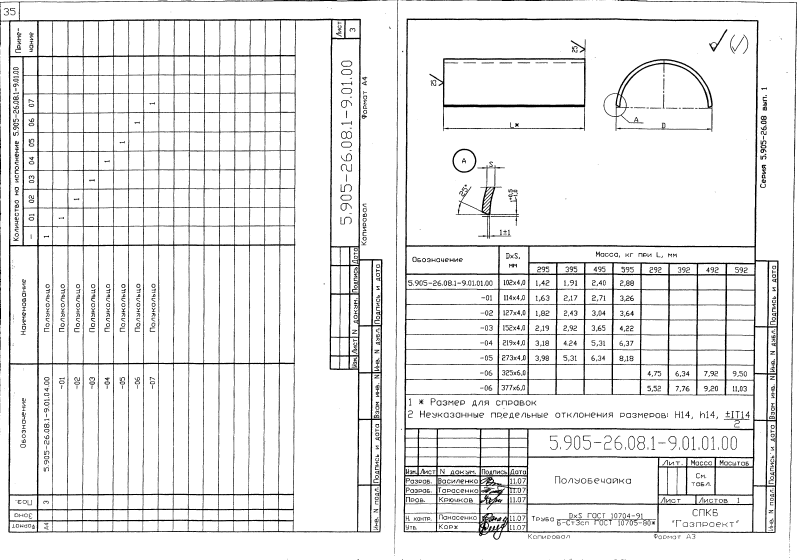 35
Формат
Зона
Поз.
Обозначение
Наименование
Количество на исполнение 5.905-26.08.1-9.01.00
Приме-
чание
- 01 02 03 04 05 06 07
А4 3 5.905-26.08.1-9.01.04.00 Полукольцо 1
-01 Полукольцо 1
-02 Полукольцо 1
-03 Полукольцо 1
-04 Полукольцо 1
-05 Полукольцо 1
-06 Полукольцо 1
-07 Полукольцо 1
Изм. Лист N докум. Подпись Дата
5.905-26.08.1-9.01.00
Лист
3
Копировал
Формат А4
Инв. N подл. Подпись и дата Взам инв. N Инв. N дубл. Подпись и дата
Серия 5.905-26.08 вып. 1
L*
D
А
А
S
25°
1±1
Обозначение
DxS,
мм
Масса, кг при L, мм
295 395 495 595 292 392 492 592
5.905-26.08.1-9.01.01.00 102x4,0 1,42 1,91 2,40 2,88
-01 114x4,0 1,63 2,17 2,71 3,26
-02 127x4,0 1,82 2,43 3,04 3,64
-03 152x4,0 2,19 2,92 3,65 4,22
-04 219x4,0 3,18 4,24 5,31 6,37
-05 273x4,0 3,98 5,31 6,64 8,18
-06 325x6,0 4,75 6,34 7,92 9,50
-06 377x6,0 5,52 7,76 9,20 11,03
1 * Размер для справок
2 Неуказанные предельные отклонения размеров: H14, h14, ±IT14
2
5.905-26.08.1-9.01.01.00
Изм. Лист N докум. Подпись Дата
Разраб. Василенко 11.07
Разраб. Тарасенко 11.07
Пров. Крюмков 11.07
Н. контр. Панасенко 11.07
Утв. Корж 11.07
Полуобечайка
Лит. Масса Масштаб
См.
табл.
Лист Листов 1
Труба DxS ГОСТ 10704-91
Б-Ст3сп ГОСТ 10705-80*
СПКБ
"Газпроект"
Копировал
Формат А3
Инв. N подл. Подпись и дата Взам инв. N Инв. N дубл. Подпись и дата